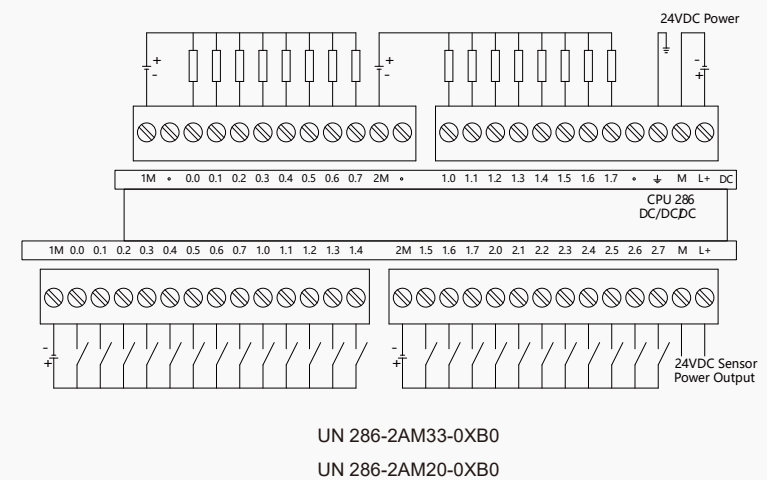 24VDC Power
+ + -
- - +
1M ∘ 0.0 0.1 0.2 0.3 0.4 0.5 0.6 0.7 2M ∘ 1.0 1.1 1.2 1.3 1.4 1.5 1.6 1.7 ∘ ⏚ M L+ DC
CPU 286
DC/DC/DC
1M 0.0 0.1 0.2 0.3 0.4 0.5 0.6 0.7 1.0 1.1 1.2 1.3 1.4 2M 1.5 1.6 1.7 2.0 2.1 2.2 2.3 2.4 2.5 2.6 2.7 M L+
- -
+ +
24VDC Sensor
Power Output
UN 286-2AM33-0XB0
UN 286-2AM20-0XB0